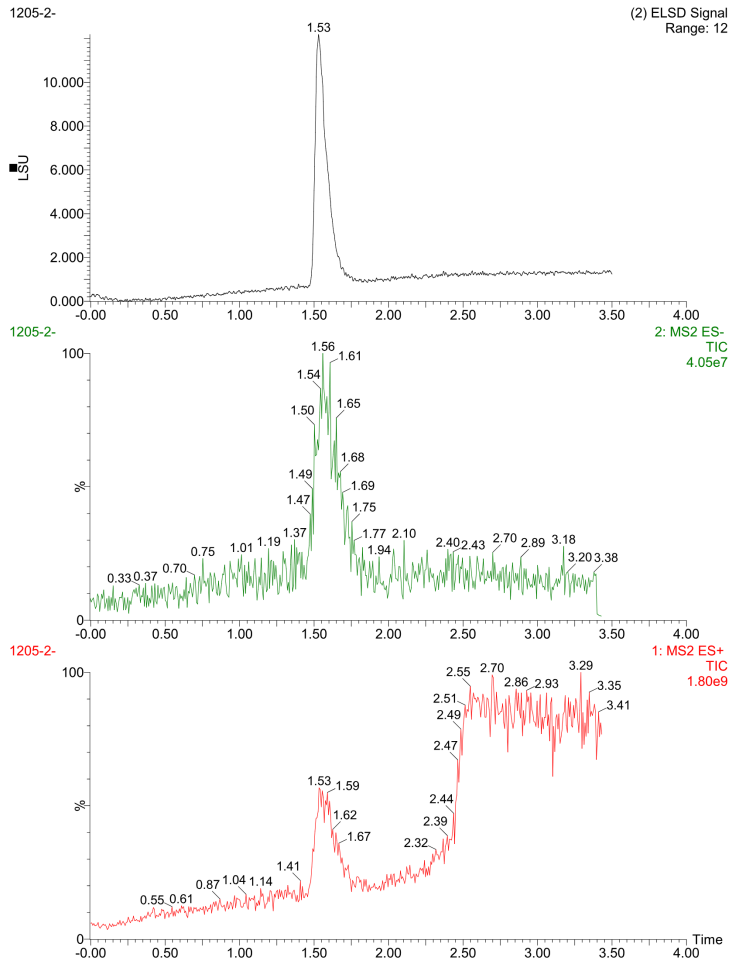 1205-2-
(2) ELSD Signal
Range: 12
1.53
10.000
8.000
6.000
4.000
2.000
0.000
LSU
-0.00 0.50 1.00 1.50 2.00 2.50 3.00 3.50 4.00
1205-2-
2: MS2 ES-
TIC
4.05e7
100
%
0
1.56
1.61
1.54
1.65
1.50
1.68
1.49
1.69
1.47
1.75
0.33 0.37 0.70 0.75 1.01 1.19 1.37 1.77 1.94 2.10 2.40 2.43 2.70 2.89 3.18 3.20 3.38
-0.00 0.50 1.00 1.50 2.00 2.50 3.00 3.50 4.00
1205-2-
1: MS2 ES+
TIC
1.80e9
100
%
0
2.55 2.70 2.86 2.93 3.29 3.35
2.51 3.41
2.49
2.47
1.53 1.59
2.44
1.62
2.39
1.67
2.32
0.55 0.61 0.87 1.04 1.14 1.41
Time
-0.00 0.50 1.00 1.50 2.00 2.50 3.00 3.50 4.00